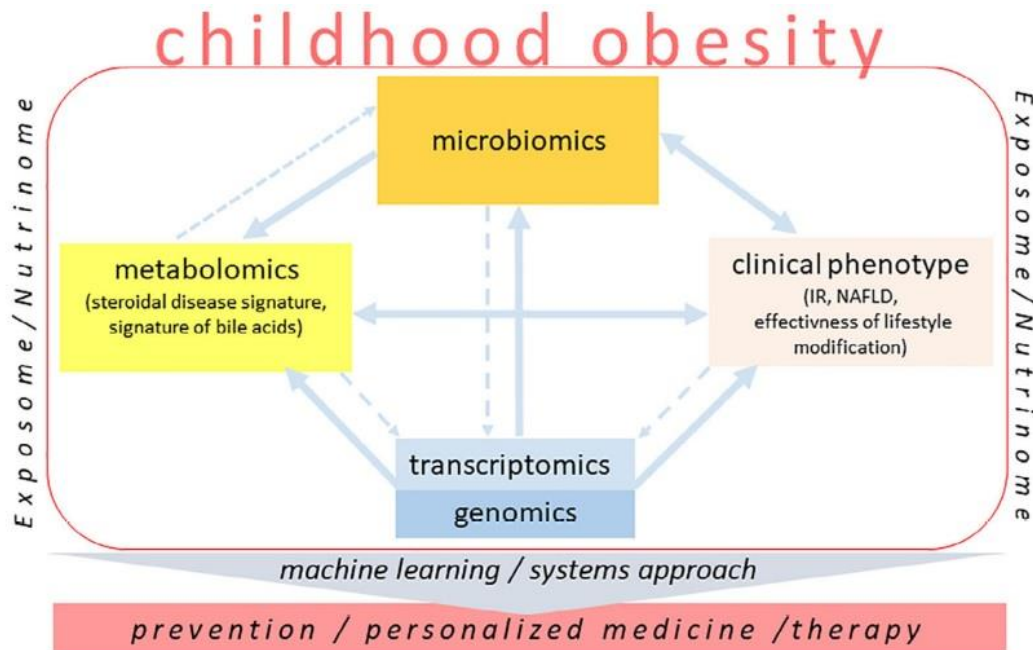 childhood obesity
Exposome/Nutrinome
Exposome/Nutrinome
microbiomics
metabolomics
(steroidal disease signature,
signature of bile acids)
clinical phenotype
(IR, NAFLD,
effectivness of lifestyle
modification)
transcriptomics
genomics
machine learning / systems approach
prevention / personalized medicine /therapy